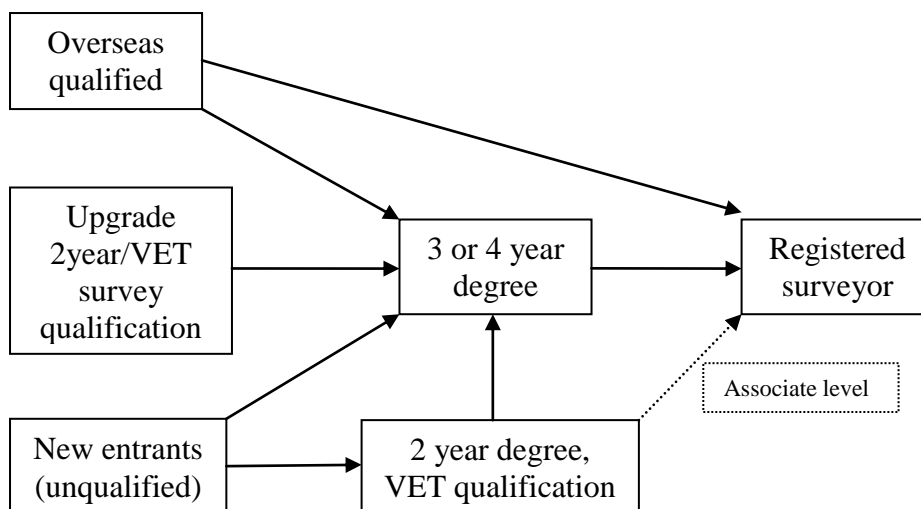 Overseas
qualified
Upgrade
2year/VET
survey
qualification
3 or 4 year
degree
Registered
surveyor
Associate level
New entrants
(unqualified)
2 year degree,
VET qualification